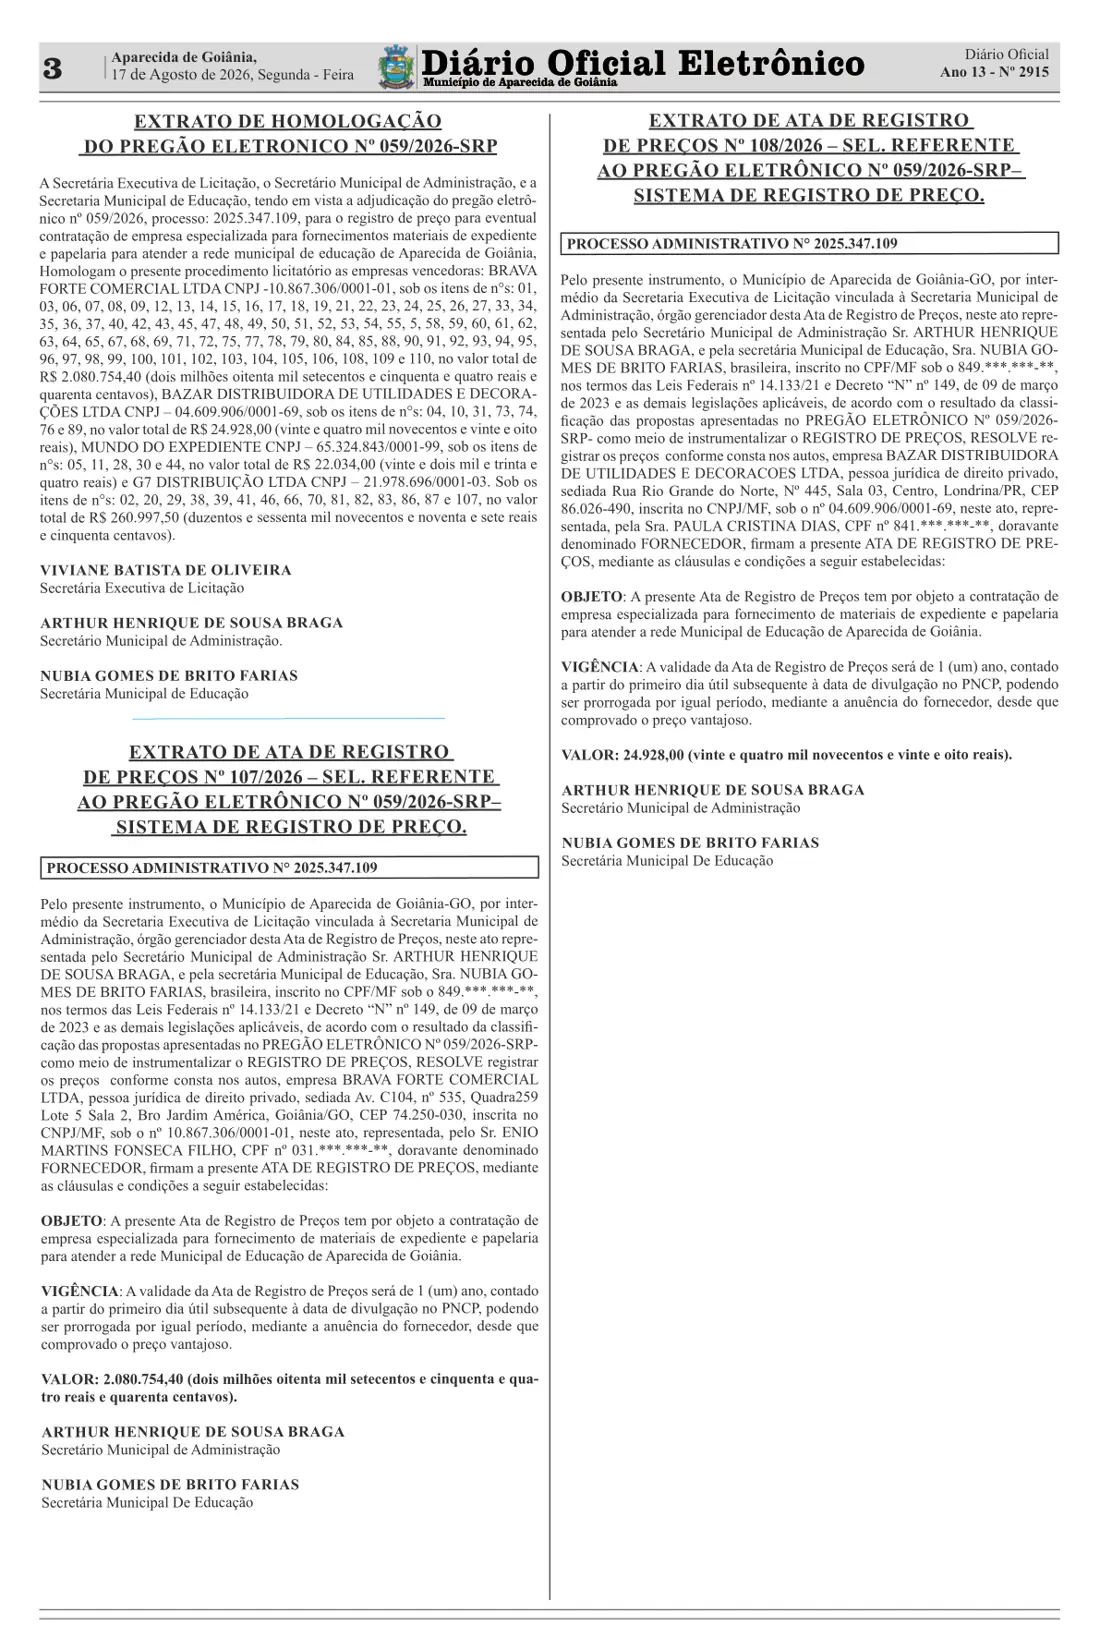 3
Aparecida de Goiânia,
17 de Agosto de 2026, Segunda - Feira
Diário Oficial Eletrônico
Município de Aparecida de Goiânia
Diário Oficial
Ano 13 - Nº 2915
EXTRATO DE HOMOLOGAÇÃO
DO PREGÃO ELETRONICO Nº 059/2026-SRP
A Secretária Executiva de Licitação, o Secretário Municipal de Administração, e a
Secretaria Municipal de Educação, tendo em vista a adjudicação do pregão eletrô-
nico nº 059/2026, processo: 2025.347.109, para o registro de preço para eventual
contratação de empresa especializada para fornecimentos materiais de expediente
e papelaria para atender a rede municipal de educação de Aparecida de Goiânia,
Homologam o presente procedimento licitatório as empresas vencedoras: BRAVA
FORTE COMERCIAL LTDA CNPJ -10.867.306/0001-01, sob os itens de n°s: 01,
03, 06, 07, 08, 09, 12, 13, 14, 15, 16, 17, 18, 19, 21, 22, 23, 24, 25, 26, 27, 33, 34,
35, 36, 37, 40, 42, 43, 45, 47, 48, 49, 50, 51, 52, 53, 54, 55, 5, 58, 59, 60, 61, 62,
63, 64, 65, 67, 68, 69, 71, 72, 75, 77, 78, 79, 80, 84, 85, 88, 90, 91, 92, 93, 94, 95,
96, 97, 98, 99, 100, 101, 102, 103, 104, 105, 106, 108, 109 e 110, no valor total de
R$ 2.080.754,40 (dois milhões oitenta mil setecentos e cinquenta e quatro reais e
quarenta centavos), BAZAR DISTRIBUIDORA DE UTILIDADES E DECORA-
ÇÕES LTDA CNPJ – 04.609.906/0001-69, sob os itens de n°s: 04, 10, 31, 73, 74,
76 e 89, no valor total de R$ 24.928,00 (vinte e quatro mil novecentos e vinte e oito
reais), MUNDO DO EXPEDIENTE CNPJ – 65.324.843/0001-99, sob os itens de
n°s: 05, 11, 28, 30 e 44, no valor total de R$ 22.034,00 (vinte e dois mil e trinta e
quatro reais) e G7 DISTRIBUIÇÃO LTDA CNPJ – 21.978.696/0001-03. Sob os
itens de n°s: 02, 20, 29, 38, 39, 41, 46, 66, 70, 81, 82, 83, 86, 87 e 107, no valor
total de R$ 260.997,50 (duzentos e sessenta mil novecentos e noventa e sete reais
e cinquenta centavos).
VIVIANE BATISTA DE OLIVEIRA
Secretária Executiva de Licitação
ARTHUR HENRIQUE DE SOUSA BRAGA
Secretário Municipal de Administração.
NUBIA GOMES DE BRITO FARIAS
Secretária Municipal de Educação
EXTRATO DE ATA DE REGISTRO
DE PREÇOS Nº 107/2026 – SEL. REFERENTE
AO PREGÃO ELETRÔNICO Nº 059/2026-SRP–
SISTEMA DE REGISTRO DE PREÇO.
PROCESSO ADMINISTRATIVO N° 2025.347.109
Pelo presente instrumento, o Município de Aparecida de Goiânia-GO, por inter-
médio da Secretaria Executiva de Licitação vinculada à Secretaria Municipal de
Administração, órgão gerenciador desta Ata de Registro de Preços, neste ato repre-
sentada pelo Secretário Municipal de Administração Sr. ARTHUR HENRIQUE
DE SOUSA BRAGA, e pela secretária Municipal de Educação, Sra. NUBIA GO-
MES DE BRITO FARIAS, brasileira, inscrito no CPF/MF sob o 849.***.***-**,
nos termos das Leis Federais nº 14.133/21 e Decreto “N” nº 149, de 09 de março
de 2023 e as demais legislações aplicáveis, de acordo com o resultado da classifi-
cação das propostas apresentadas no PREGÃO ELETRÔNICO Nº 059/2026-SRP-
como meio de instrumentalizar o REGISTRO DE PREÇOS, RESOLVE registrar
os preços conforme consta nos autos, empresa BRAVA FORTE COMERCIAL
LTDA, pessoa jurídica de direito privado, sediada Av. C104, nº 535, Quadra259
Lote 5 Sala 2, Bro Jardim América, Goiânia/GO, CEP 74.250-030, inscrita no
CNPJ/MF, sob o nº 10.867.306/0001-01, neste ato, representada, pelo Sr. ENIO
MARTINS FONSECA FILHO, CPF nº 031.***.***-**, doravante denominado
FORNECEDOR, firmam a presente ATA DE REGISTRO DE PREÇOS, mediante
as cláusulas e condições a seguir estabelecidas:
OBJETO: A presente Ata de Registro de Preços tem por objeto a contratação de
empresa especializada para fornecimento de materiais de expediente e papelaria
para atender a rede Municipal de Educação de Aparecida de Goiânia.
VIGÊNCIA: A validade da Ata de Registro de Preços será de 1 (um) ano, contado
a partir do primeiro dia útil subsequente à data de divulgação no PNCP, podendo
ser prorrogada por igual período, mediante a anuência do fornecedor, desde que
comprovado o preço vantajoso.
VALOR: 2.080.754,40 (dois milhões oitenta mil setecentos e cinquenta e qua-
tro reais e quarenta centavos).
ARTHUR HENRIQUE DE SOUSA BRAGA
Secretário Municipal de Administração
NUBIA GOMES DE BRITO FARIAS
Secretária Municipal De Educação
EXTRATO DE ATA DE REGISTRO
DE PREÇOS Nº 108/2026 – SEL. REFERENTE
AO PREGÃO ELETRÔNICO Nº 059/2026-SRP–
SISTEMA DE REGISTRO DE PREÇO.
PROCESSO ADMINISTRATIVO N° 2025.347.109
Pelo presente instrumento, o Município de Aparecida de Goiânia-GO, por inter-
médio da Secretaria Executiva de Licitação vinculada à Secretaria Municipal de
Administração, órgão gerenciador desta Ata de Registro de Preços, neste ato repre-
sentada pelo Secretário Municipal de Administração Sr. ARTHUR HENRIQUE
DE SOUSA BRAGA, e pela secretária Municipal de Educação, Sra. NUBIA GO-
MES DE BRITO FARIAS, brasileira, inscrito no CPF/MF sob o 849.***.***-**,
nos termos das Leis Federais nº 14.133/21 e Decreto “N” nº 149, de 09 de março
de 2023 e as demais legislações aplicáveis, de acordo com o resultado da classi-
ficação das propostas apresentadas no PREGÃO ELETRÔNICO Nº 059/2026-
SRP- como meio de instrumentalizar o REGISTRO DE PREÇOS, RESOLVE re-
gistrar os preços conforme consta nos autos, empresa BAZAR DISTRIBUIDORA
DE UTILIDADES E DECORACOES LTDA, pessoa jurídica de direito privado,
sediada Rua Rio Grande do Norte, Nº 445, Sala 03, Centro, Londrina/PR, CEP
86.026-490, inscrita no CNPJ/MF, sob o nº 04.609.906/0001-69, neste ato, repre-
sentada, pela Sra. PAULA CRISTINA DIAS, CPF nº 841.***.***-**, doravante
denominado FORNECEDOR, firmam a presente ATA DE REGISTRO DE PRE-
ÇOS, mediante as cláusulas e condições a seguir estabelecidas:
OBJETO: A presente Ata de Registro de Preços tem por objeto a contratação de
empresa especializada para fornecimento de materiais de expediente e papelaria
para atender a rede Municipal de Educação de Aparecida de Goiânia.
VIGÊNCIA: A validade da Ata de Registro de Preços será de 1 (um) ano, contado
a partir do primeiro dia útil subsequente à data de divulgação no PNCP, podendo
ser prorrogada por igual período, mediante a anuência do fornecedor, desde que
comprovado o preço vantajoso.
VALOR: 24.928,00 (vinte e quatro mil novecentos e vinte e oito reais).
ARTHUR HENRIQUE DE SOUSA BRAGA
Secretário Municipal de Administração
NUBIA GOMES DE BRITO FARIAS
Secretária Municipal De Educação